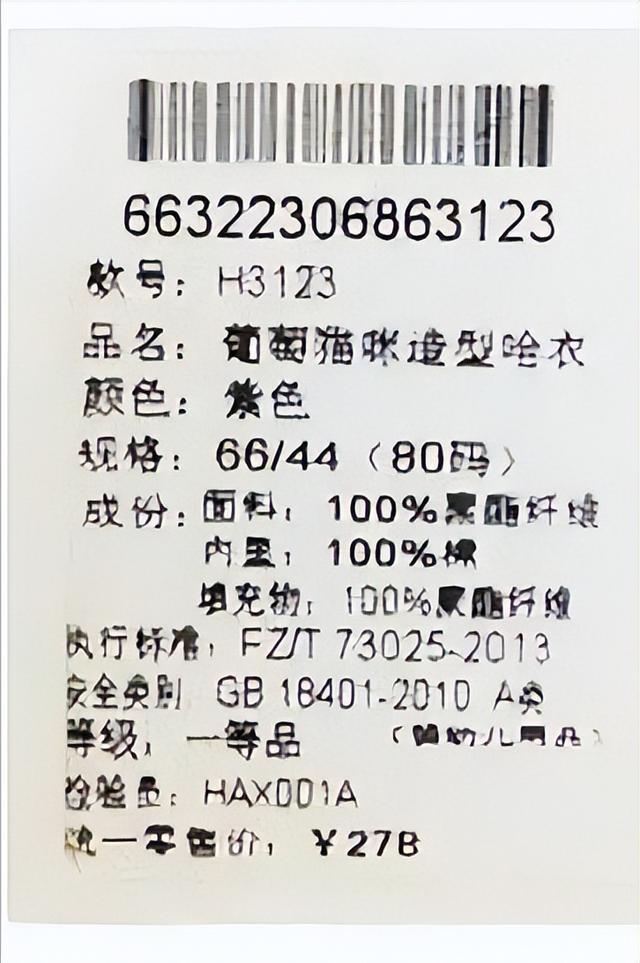 66322306863123
款号：H3123
品名：葡萄猫咪造型哈衣
颜色：紫色
规格：66/44（80码）
成份：面料：100%聚酯纤维
内里：100%棉
填充物：100%聚酯纤维
执行标准：FZ/T 73025-2013
安全类别 GB 18401-2010 A类
等级：一等品 （婴幼儿用品）
检验员：HAX001A
统一零售价：￥278